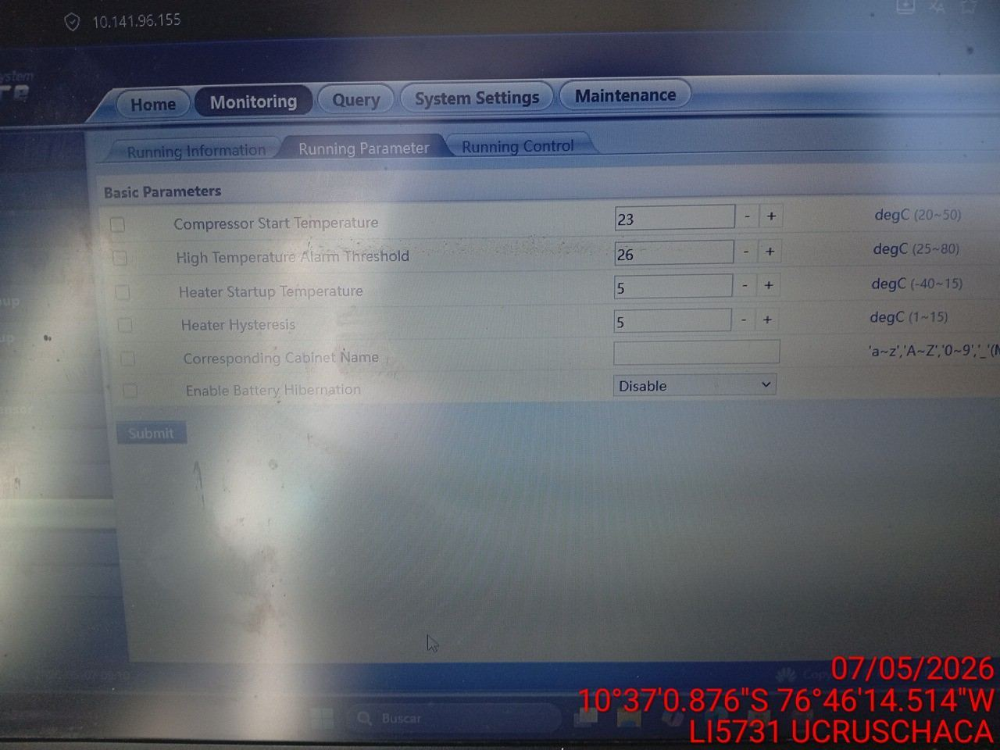 10.141.96.155
Home Monitoring Query System Settings Maintenance
Running Information Running Parameter Running Control
Basic Parameters
Compressor Start Temperature 23 - + degC (20~50)
High Temperature Alarm Threshold 26 - + degC (25~80)
Heater Startup Temperature 5 - + degC (-40~15)
Heater Hysteresis 5 - + degC (1~15)
Corresponding Cabinet Name 'a~z','A~Z','0~9','_'
Enable Battery Hibernation Disable
Submit
Buscar
07/05/2026
10°37'0.876"S 76°46'14.514"W
LI5731 UCRUSCHACA